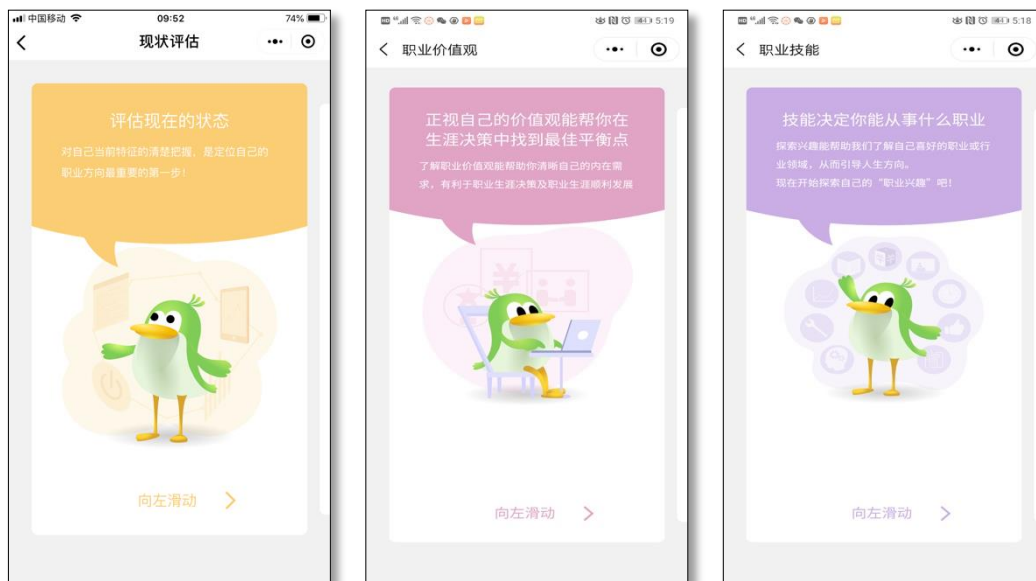 中国移动 09:52 74%
现状评估
评估现在的状态
对自己当前特征的清楚把握，是定位自己的
职业方向最重要的第一步！
向左滑动
5:19
职业价值观
正视自己的价值观能帮你在
生涯决策中找到最佳平衡点
了解职业价值观能帮助你清晰自己的内在需
求，有利于职业生涯决策及职业生涯顺利发展
¥
向左滑动
5:18
职业技能
技能决定你能从事什么职业
探索兴趣能帮助我们了解自己喜好的职业或行
业领域，从而引导人生方向。
现在开始探索自己的“职业兴趣”吧！
向左滑动